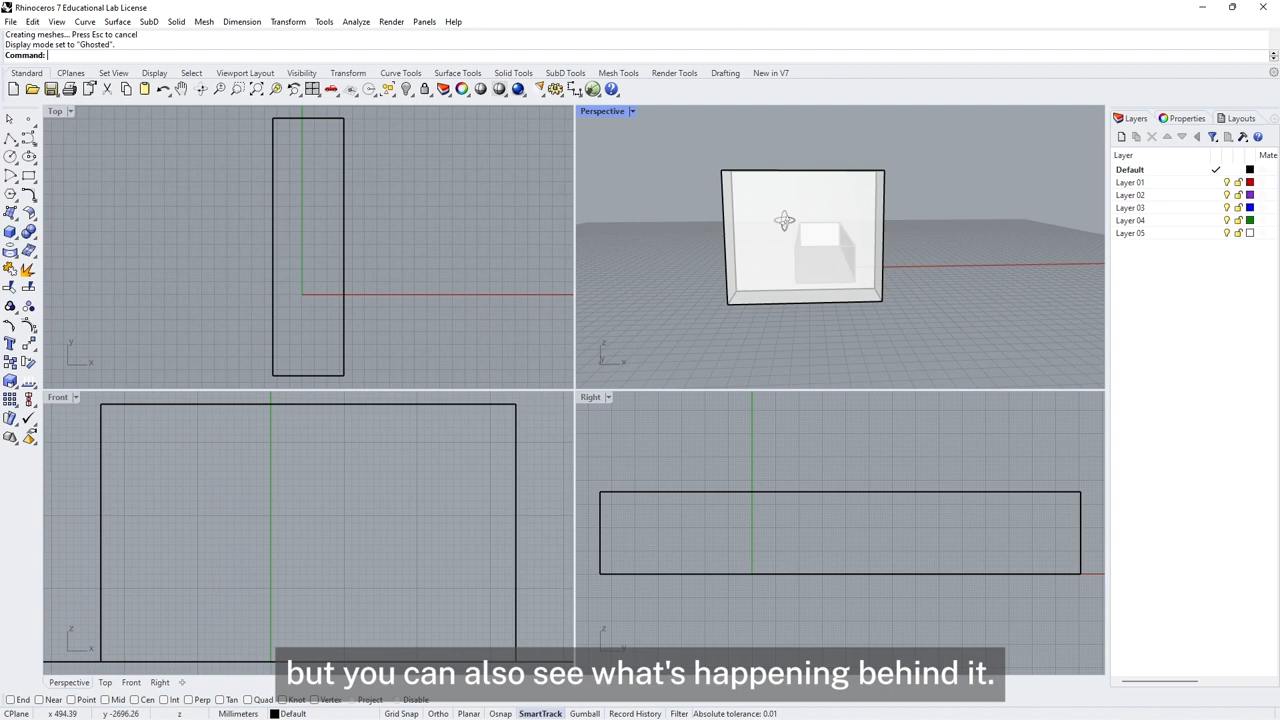 Rhinoceros 7 Educational Lab License
File Edit View Curve Surface SubD Solid Mesh Dimension Transform Tools Analyze Render Panels Help
Creating meshes... Press Esc to cancel
Display mode set to "Ghosted".
Command:
Standard CPlanes Set View Display Select Viewport Layout Visibility Transform Curve Tools Surface Tools Solid Tools SubD Tools Mesh Tools Render Tools Drafting New in V7
Top
y
x
Perspective
z
y
x
Front
z
x
Right
z
y
Layers Properties Layouts
Layer Mate
Default
Layer 01
Layer 02
Layer 03
Layer 04
Layer 05
but you can also see what's happening behind it.
Perspective Top Front Right
End Near Point Mid Cen Int Perp Tan Quad Knot Vertex Project Disable
CPlane x 494.39 y -2696.26 z Millimeters Default Grid Snap Ortho Planar Osnap SmartTrack Gumball Record History Filter Absolute tolerance: 0.01